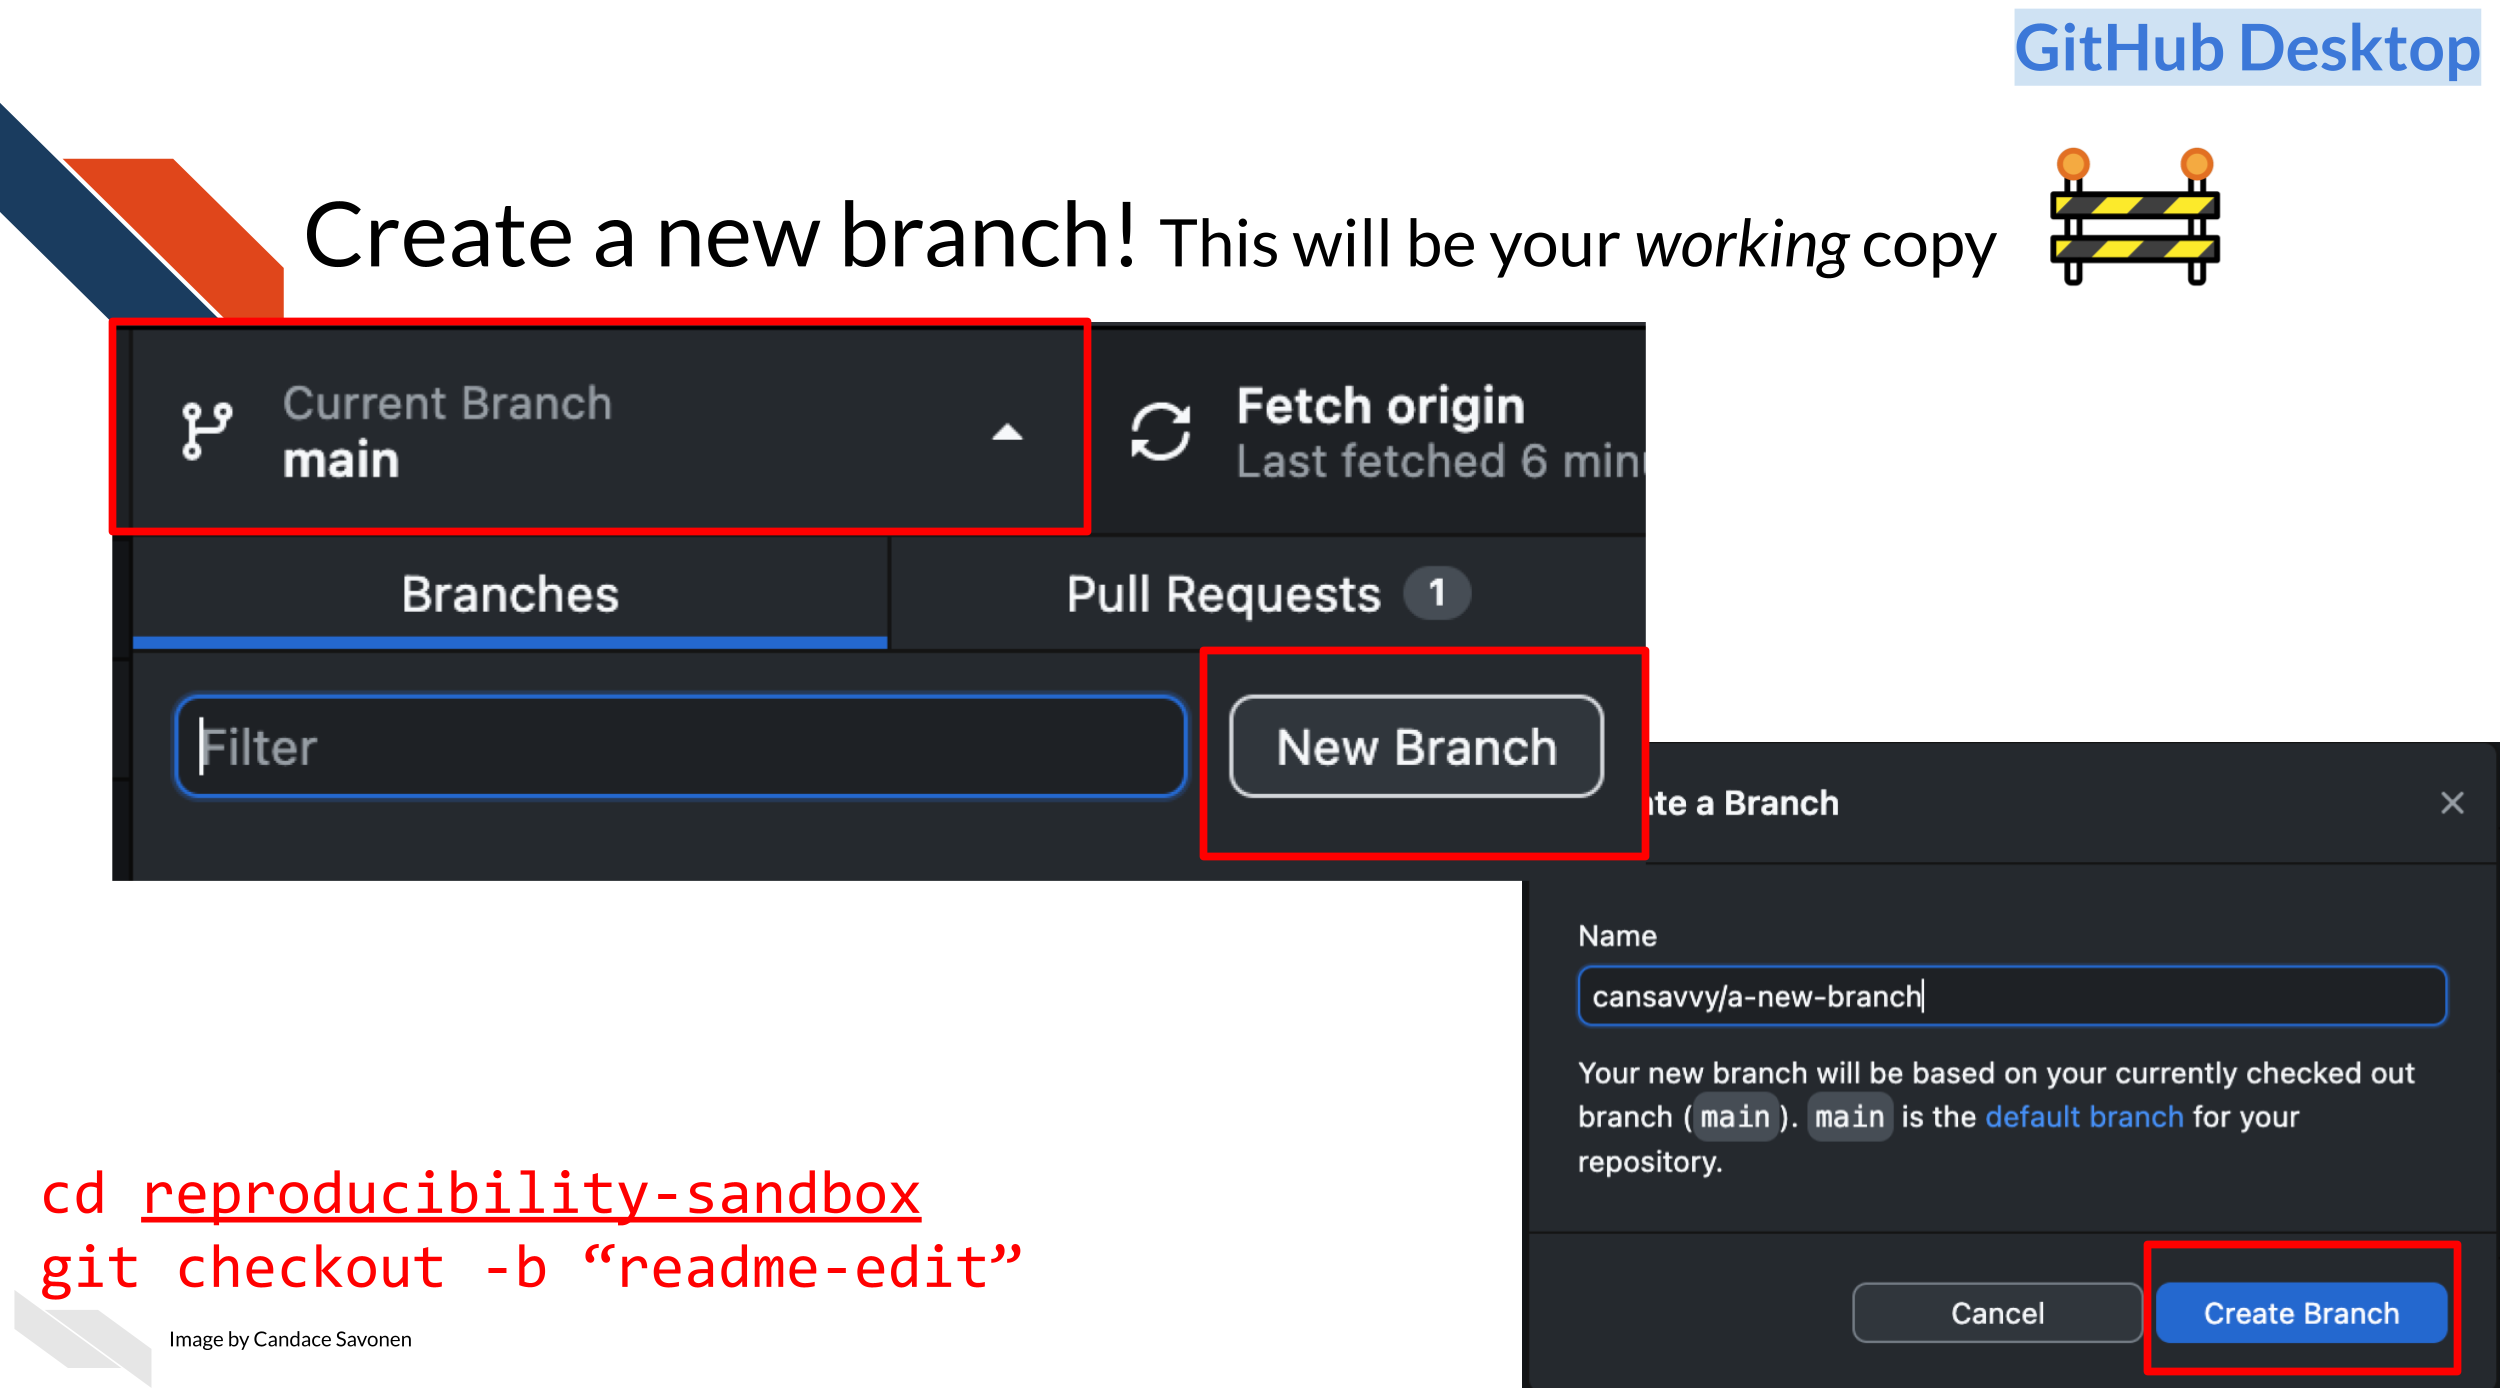 GitHub Desktop
Create a new branch! This will be your working copy
Current Branch
main
Fetch origin
Last fetched 6
Branches
Pull Requests 1
Filter
New Branch
a Branch
Name
cansavvy/a-new-branch
Your new branch will be based on your currently checked out
branch (main). main is the default branch for your
repository.
Cancel
Create Branch
cd reproducibility-sandbox
git checkout -b “readme-edit”
Image by Candace Savonen